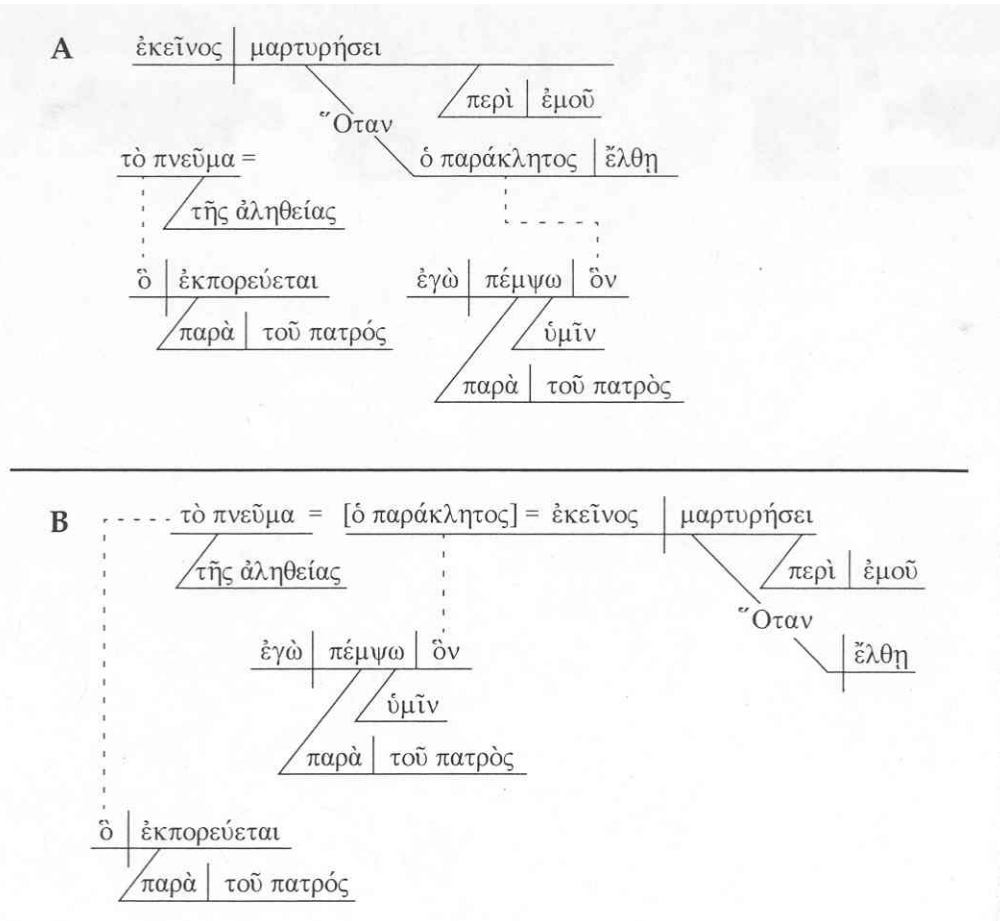 A ἐκεῖνος μαρτυρήσει
περὶ ἐμοῦ
Ὅταν
τὸ πνεῦμα = ὁ παράκλητος ἔλθῃ
τῆς ἀληθείας
ὃ ἐκπορεύεται ἐγὼ πέμψω ὃν
παρὰ τοῦ πατρός ὑμῖν
παρὰ τοῦ πατρὸς
B τὸ πνεῦμα = [ὁ παράκλητος] = ἐκεῖνος μαρτυρήσει
τῆς ἀληθείας περὶ ἐμοῦ
Ὅταν
ἐγὼ πέμψω ὃν ἔλθῃ
ὑμῖν
παρὰ τοῦ πατρὸς
ὃ ἐκπορεύεται
παρὰ τοῦ πατρός